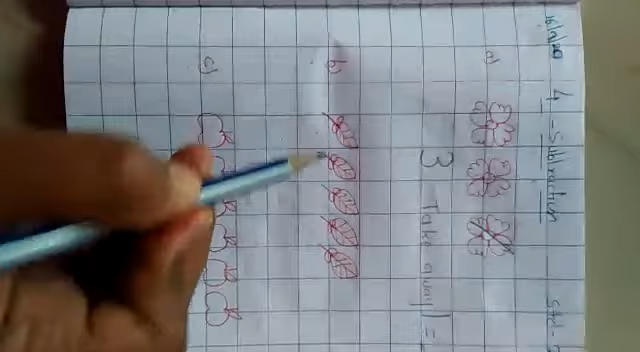 4 - Subtraction
a)
3 Take away 1 =
b)
c)